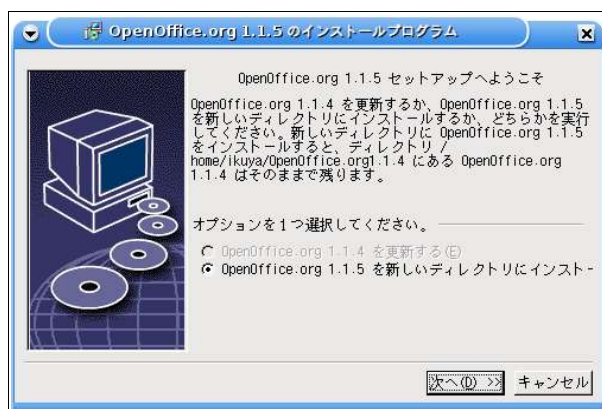 OpenOffice.org 1.1.5 のインストールプログラム
OpenOffice.org 1.1.5 セットアップへようこそ
OpenOffice.org 1.1.4 を更新するか、OpenOffice.org 1.1.5
を新しいディレクトリにインストールするか、どちらかを実行
してください。新しいディレクトリに OpenOffice.org 1.1.5
をインストールすると、ディレクトリ /
home/ikuya/OpenOffice.org1.1.4 にある OpenOffice.org
1.1.4 はそのままで残ります。
オプションを１つ選択してください。
OpenOffice.org 1.1.4 を更新する(E)
OpenOffice.org 1.1.5 を新しいディレクトリにインスト-
次へ(D) >>
キャンセル